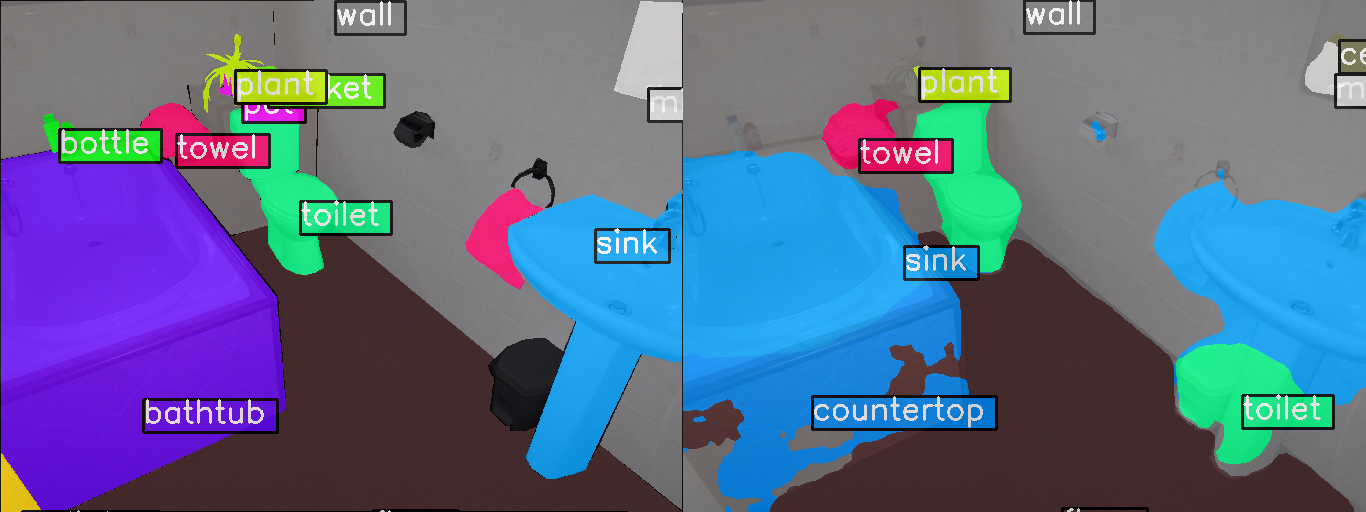 wall
plant
ket
pot
bottle
towel
toilet
sink
m
bathtub
wall
ce
plant
m
towel
sink
countertop
toilet